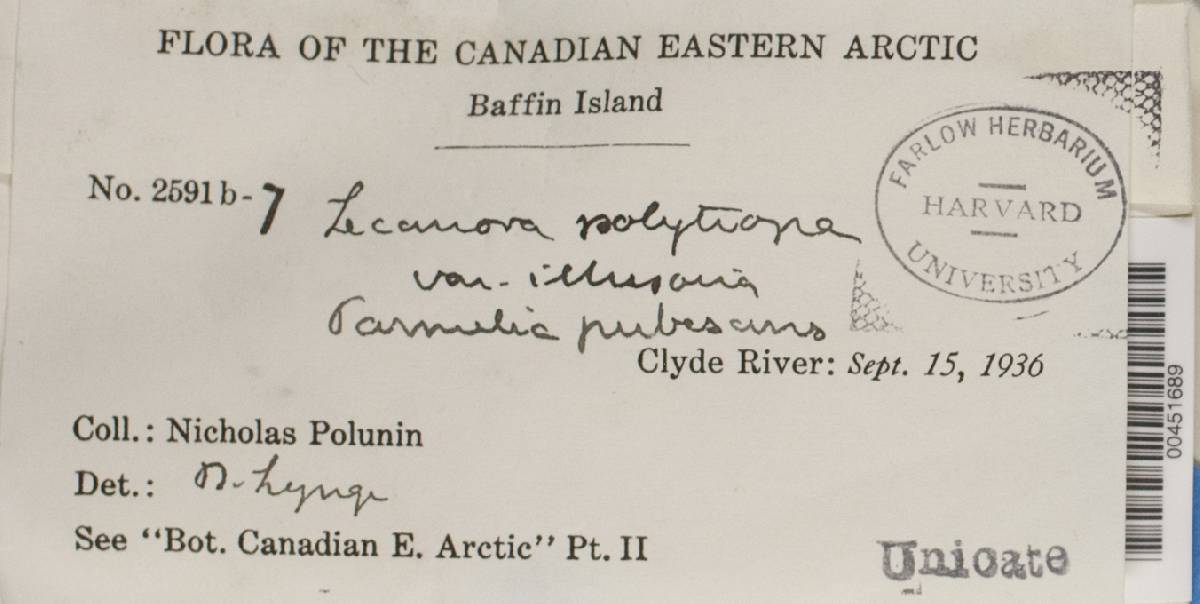 FLORA OF THE CANADIAN EASTERN ARCTIC
Baffin Island
No. 2591b-7 Lecanora polytropa
var. illusoria
Parmelia pubescens
Clyde River: Sept. 15, 1936
Coll.: Nicholas Polunin
Det.: B. Lynge
See "Bot. Canadian E. Arctic" Pt. II
FARLOW HERBARIUM
HARVARD
UNIVERSITY
Unicate
00451689